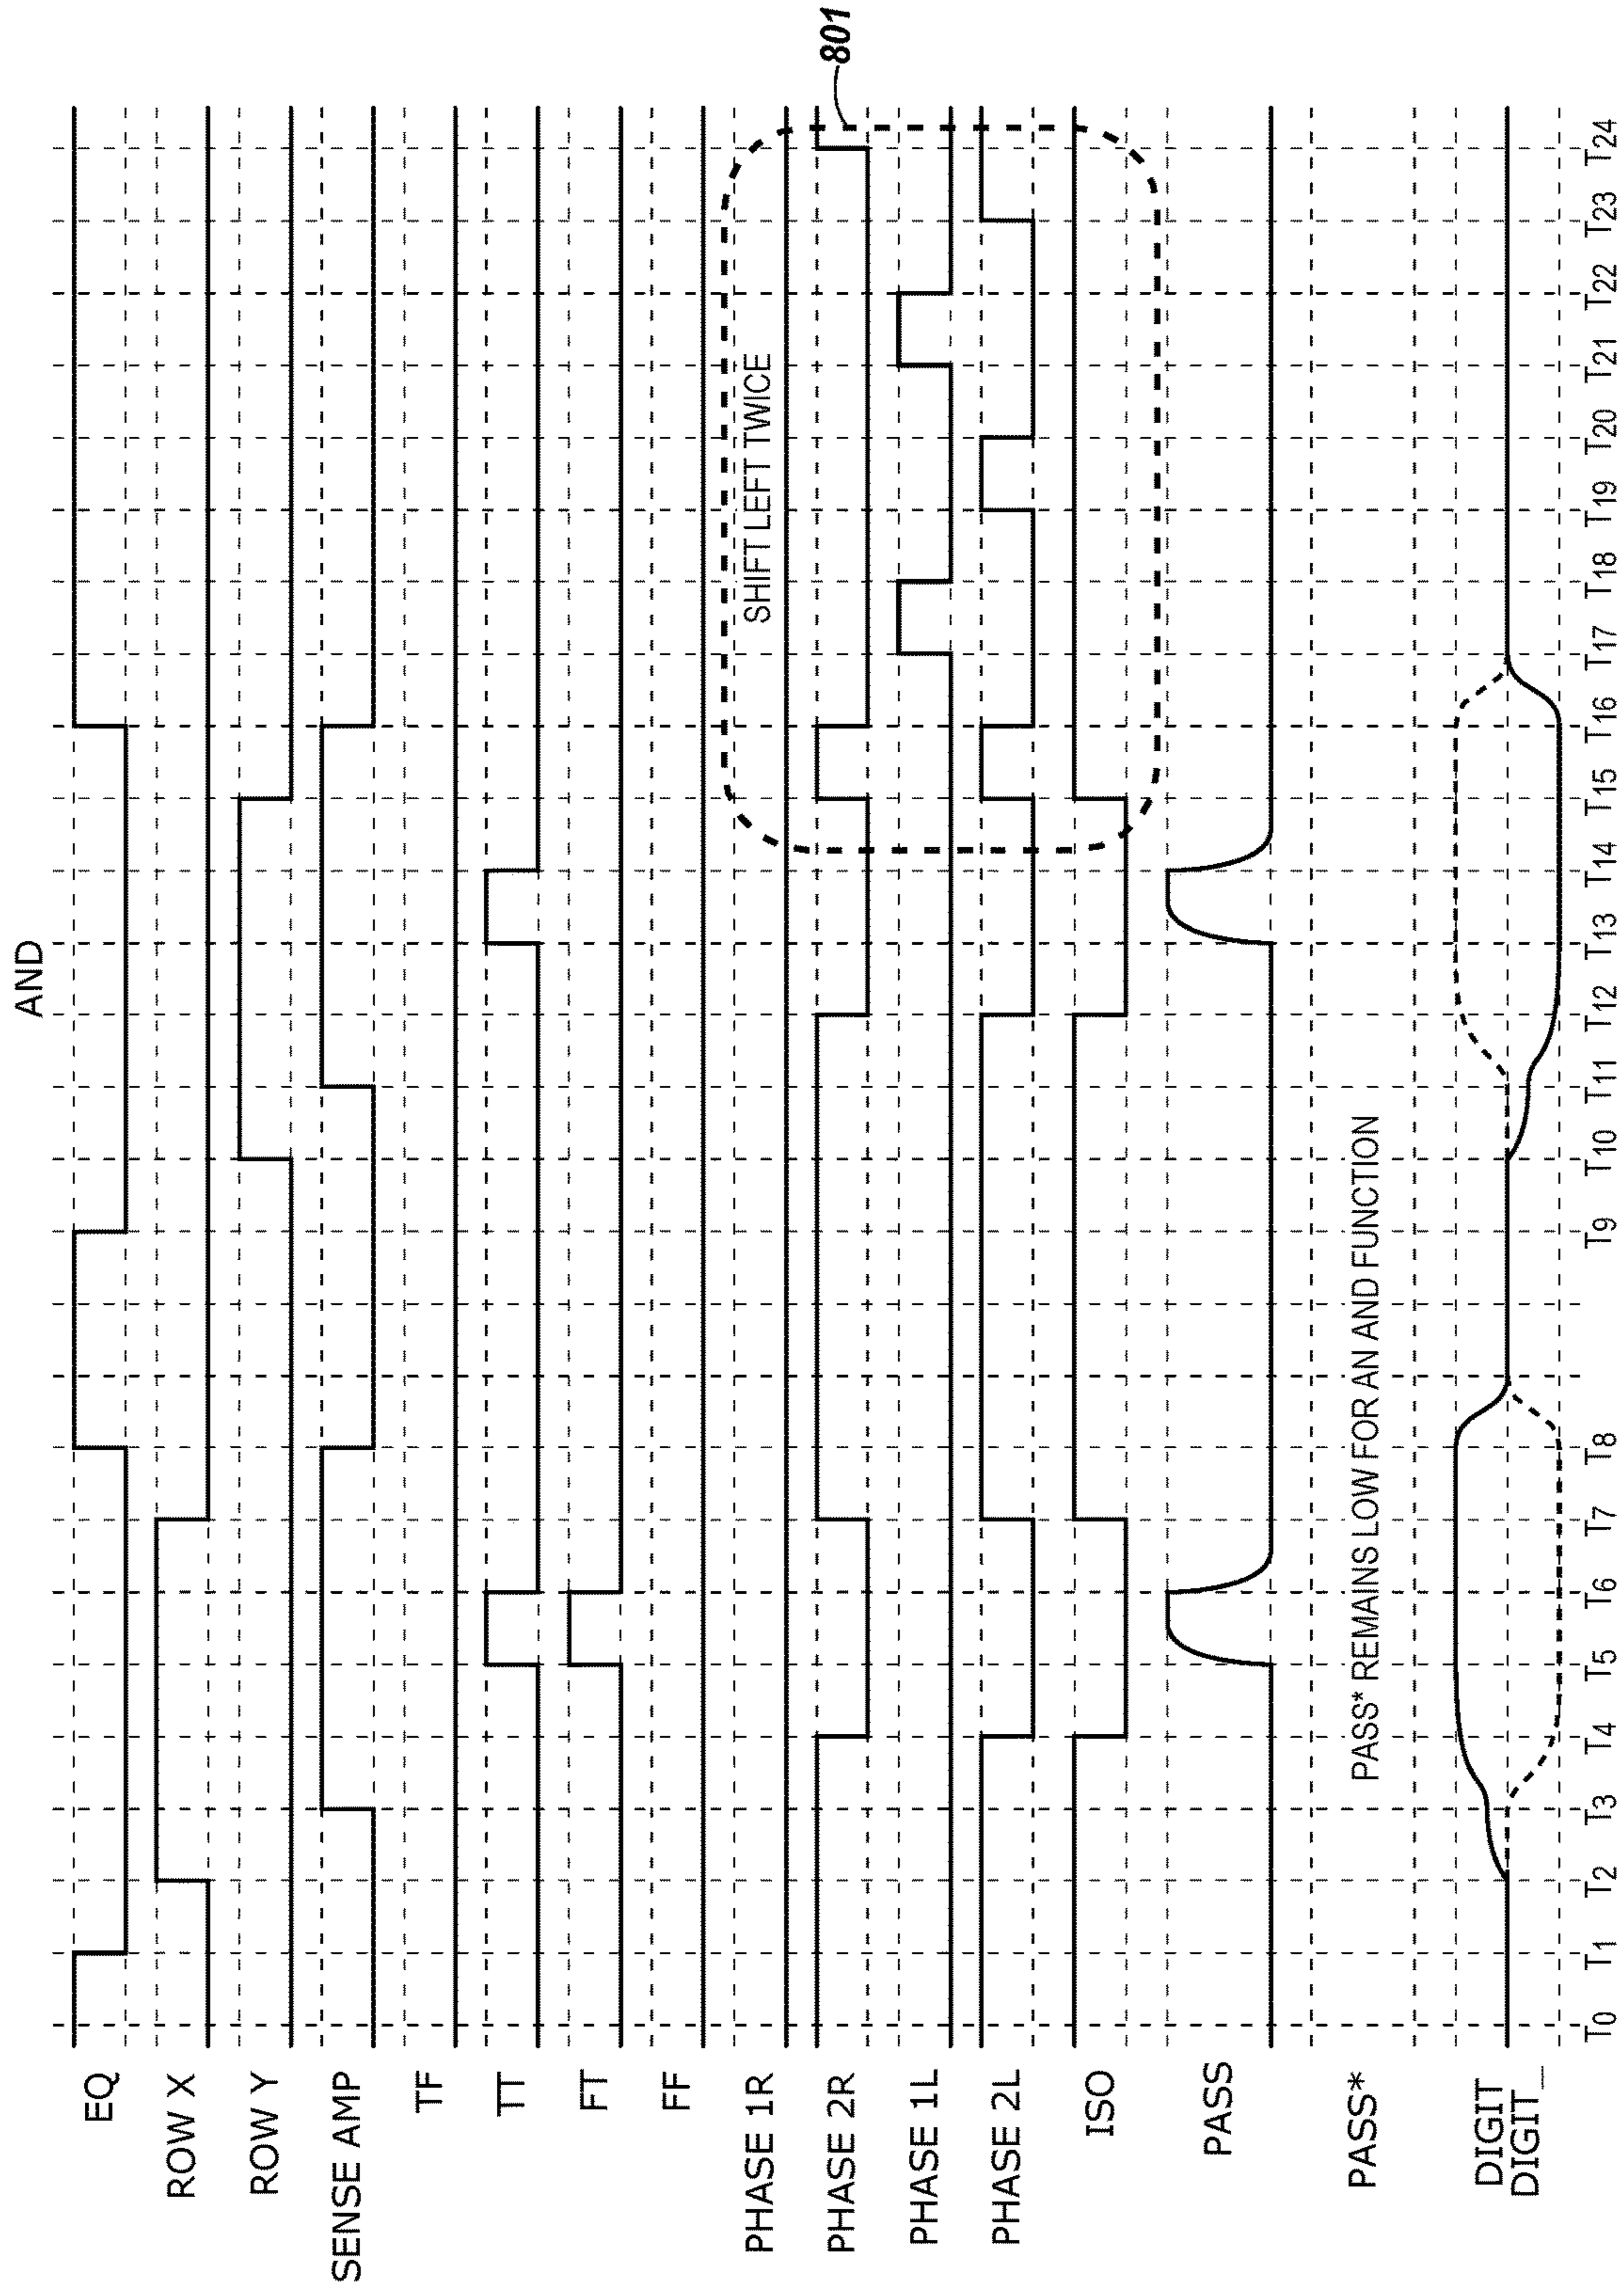 AND
EQ
ROW X
ROW Y
SENSE AMP
TF
TT
FT
FF
PHASE 1R
SHIFT LEFT TWICE
801
PHASE 2R
PHASE 1L
PHASE 2L
ISO
PASS
PASS*
PASS* REMAINS LOW FOR AN AND FUNCTION
DIGIT
DIGIT_
T0 T1 T2 T3 T4 T5 T6 T7 T8 T9 T10 T11 T12 T13 T14 T15 T16 T17 T18 T19 T20 T21 T22 T23 T24